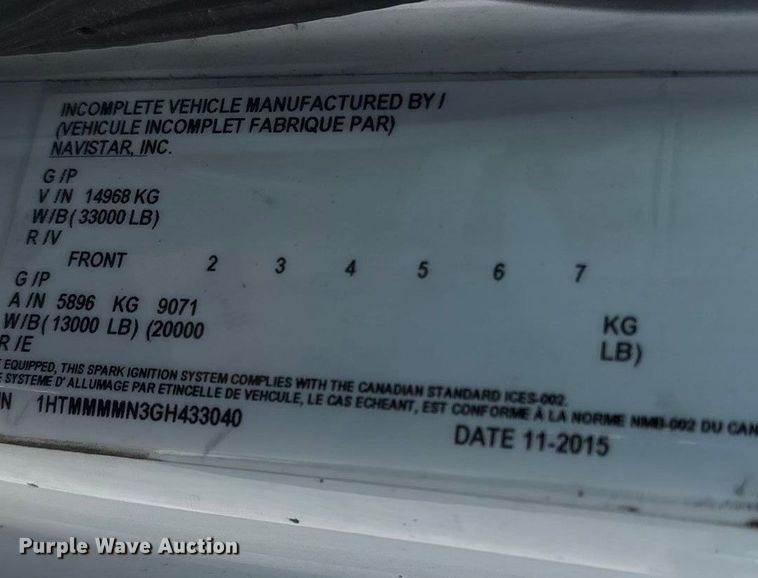 INCOMPLETE VEHICLE MANUFACTURED BY /
(VEHICULE INCOMPLET FABRIQUE PAR)
NAVISTAR, INC.
G /P
V /N 14968 KG
W/B( 33000 LB)
R /V
FRONT 2 3 4 5 6 7
G /P
A /N 5896 KG 9071 KG
W/B( 13000 LB) (20000 LB)
R /E
EQUIPPED, THIS SPARK IGNITION SYSTEM COMPLIES WITH THE CANADIAN STANDARD ICES-002.
SYSTEME D' ALLUMAGE PAR ETINCELLE DE VEHCULE, LE CAS ECHEANT, EST CONFORME À LA NORME NMB-002 DU CAN
IN 1HTMMMMN3GH433040 DATE 11-2015
Purple Wave Auction